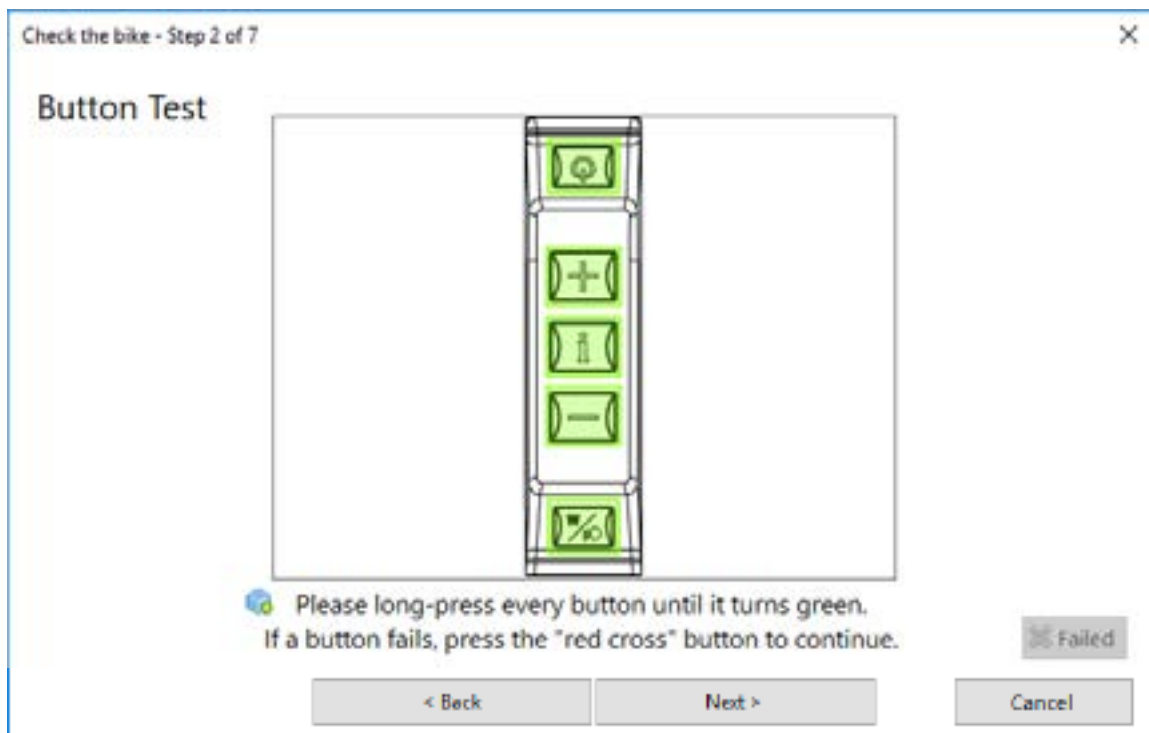 Check the bike - Step 2 of 7
Button Test
i
Please long-press every button until it turns green.
If a button fails, press the "red cross" button to continue.
Failed
< Back
Next >
Cancel